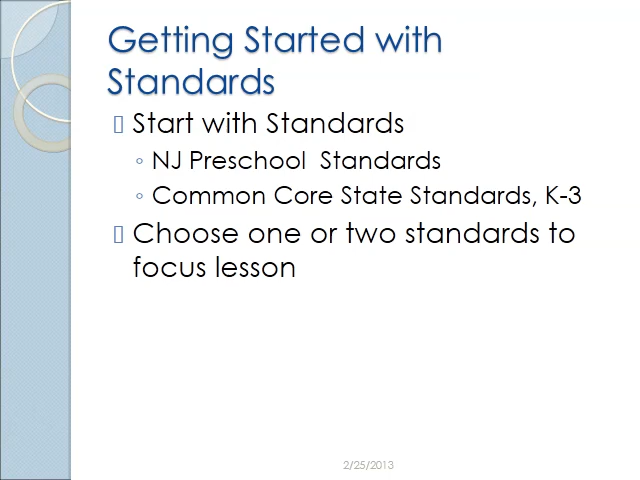 Getting Started with
Standards
Start with Standards
◦ NJ Preschool Standards
◦ Common Core State Standards, K-3
Choose one or two standards to
focus lesson
2/25/2013